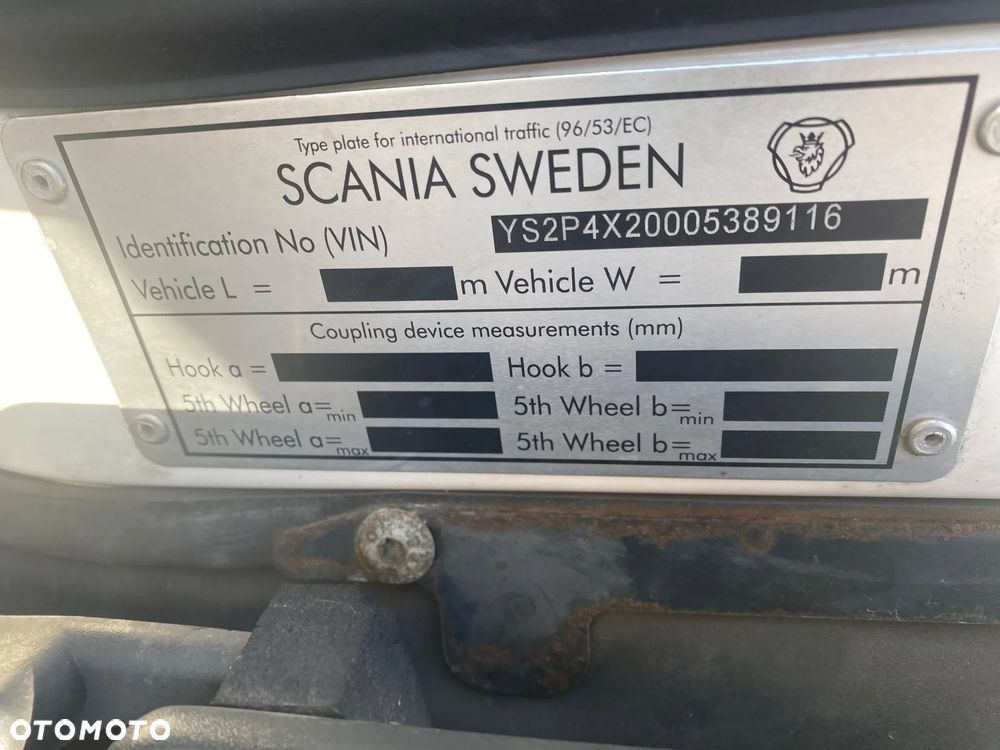 Type plate for international traffic (96/53/EC)
SCANIA SWEDEN
Identification No (VIN) YS2P4X20005389116
Vehicle L = m Vehicle W = m
Coupling device measurements (mm)
Hook a = Hook b =
5th Wheel a=min 5th Wheel b=min
5th Wheel a=max 5th Wheel b=max
OTOMOTO